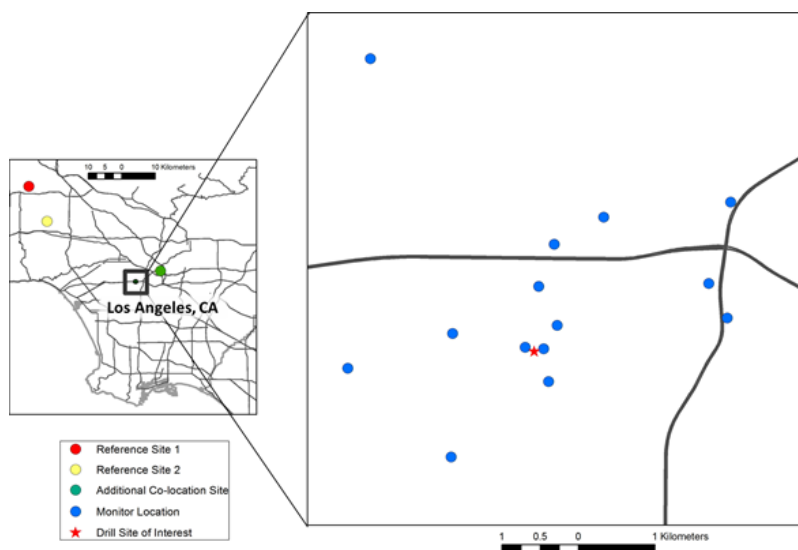 10 5 0 10 Kilometers
Los Angeles, CA
Reference Site 1
Reference Site 2
Additional Co-location Site
Monitor Location
Drill Site of Interest
1 0.5 0 1 Kilometers